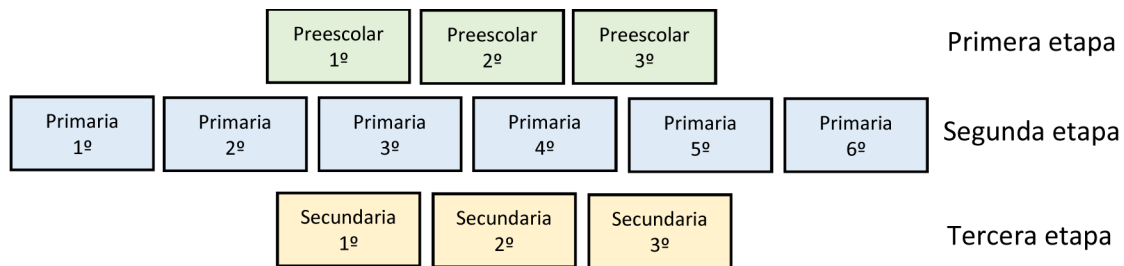 Preescolar
1º
Preescolar
2º
Preescolar
3º
Primera etapa
Primaria
1º
Primaria
2º
Primaria
3º
Primaria
4º
Primaria
5º
Primaria
6º
Segunda etapa
Secundaria
1º
Secundaria
2º
Secundaria
3º
Tercera etapa